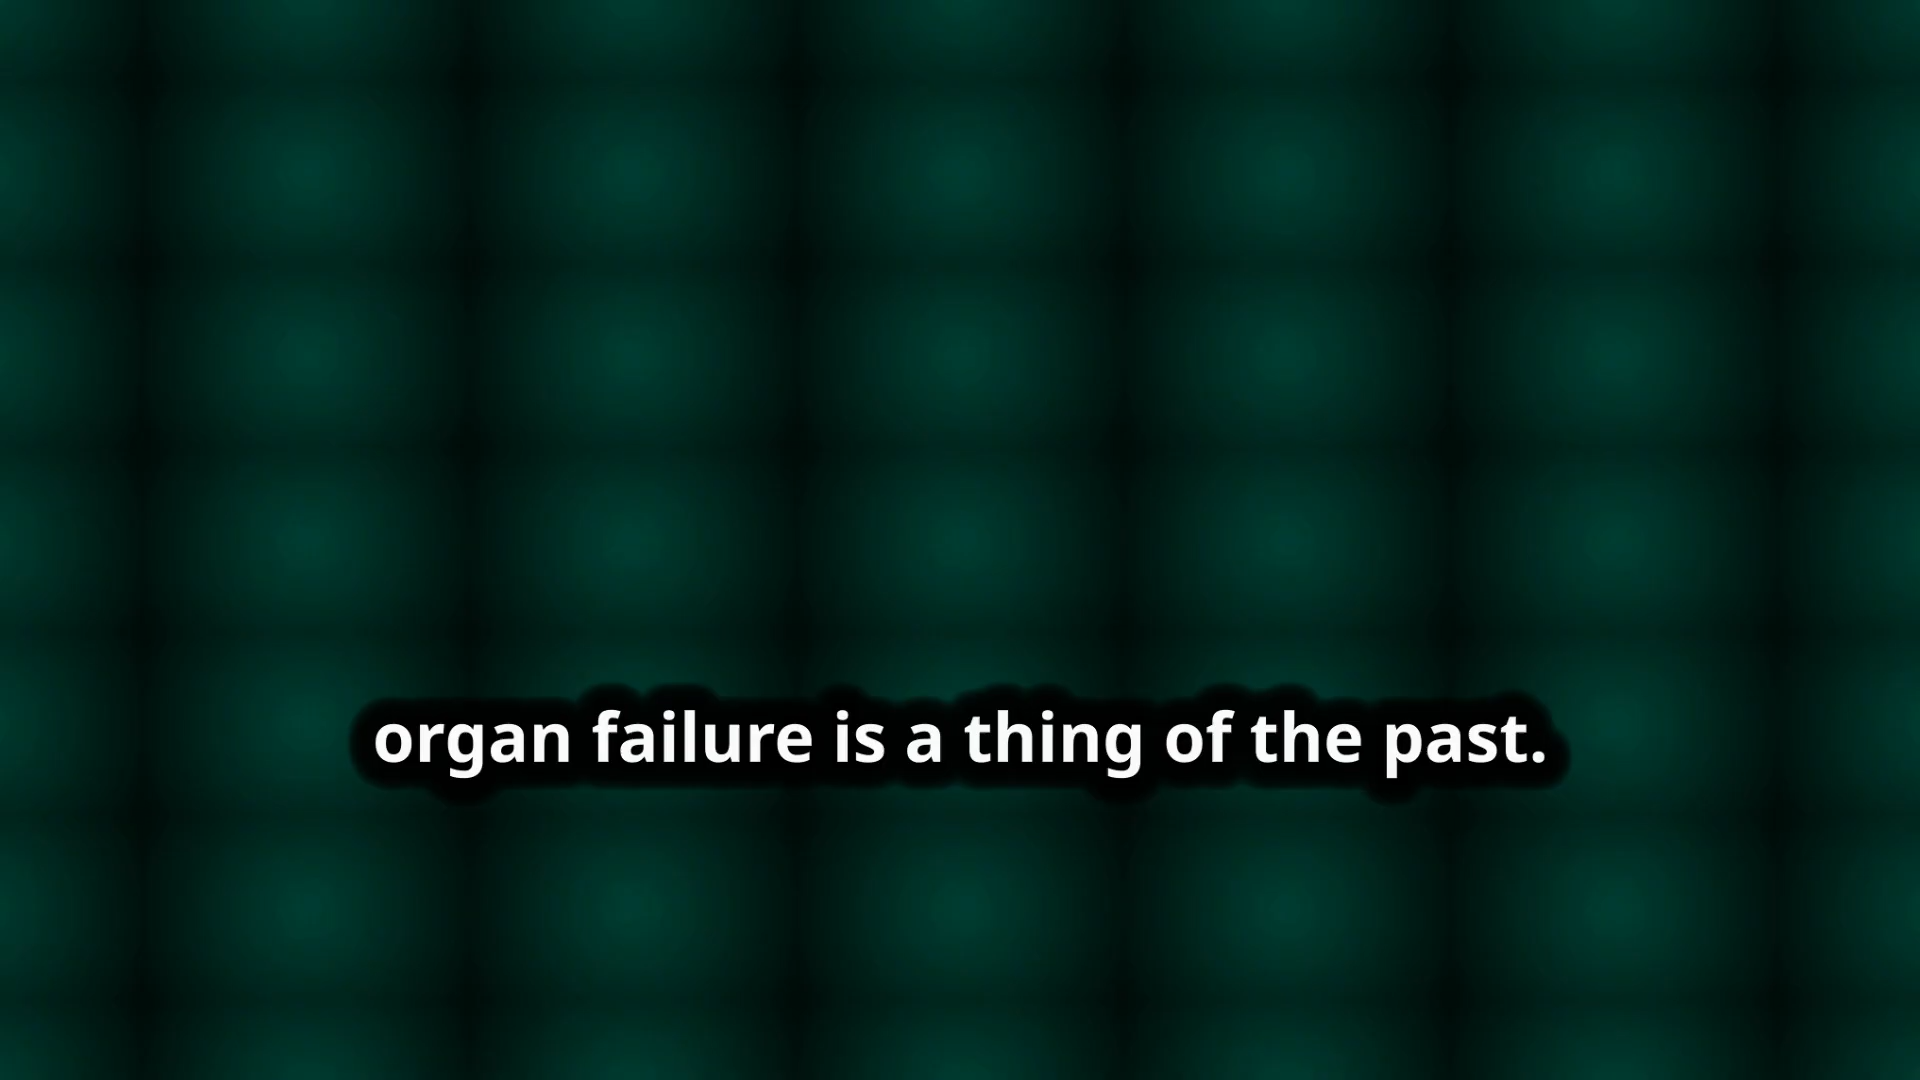 organ failure is a thing of the past.